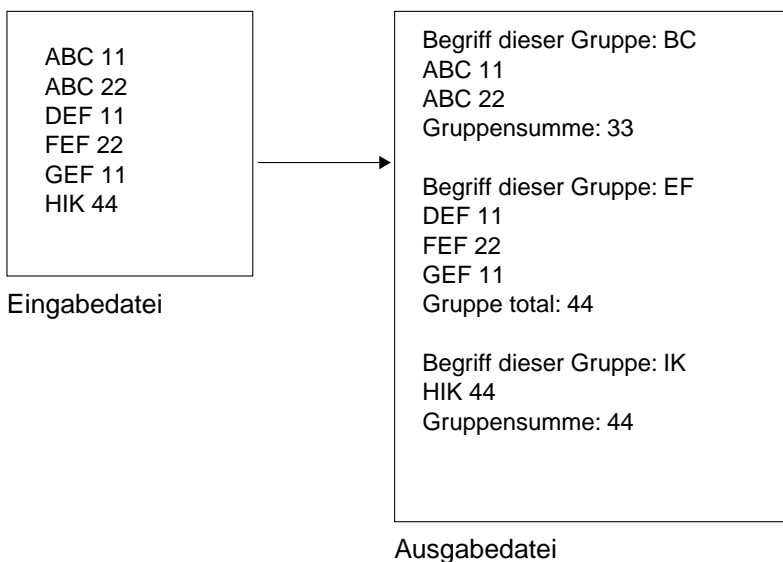 ABC 11
ABC 22
DEF 11
FEF 22
GEF 11
HIK 44
Eingabedatei
Begriff dieser Gruppe: BC
ABC 11
ABC 22
Gruppensumme: 33
Begriff dieser Gruppe: EF
DEF 11
FEF 22
GEF 11
Gruppe total: 44
Begriff dieser Gruppe: IK
HIK 44
Gruppensumme: 44
Ausgabedatei